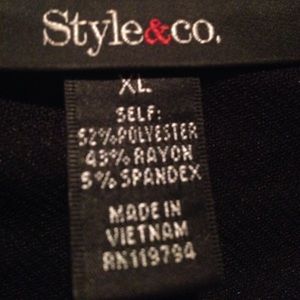 Style&co.
XL
SELF:
52%POLYESTER
43%RAYON
5%SPANDEX
MADE IN
VIETNAM
RN119794